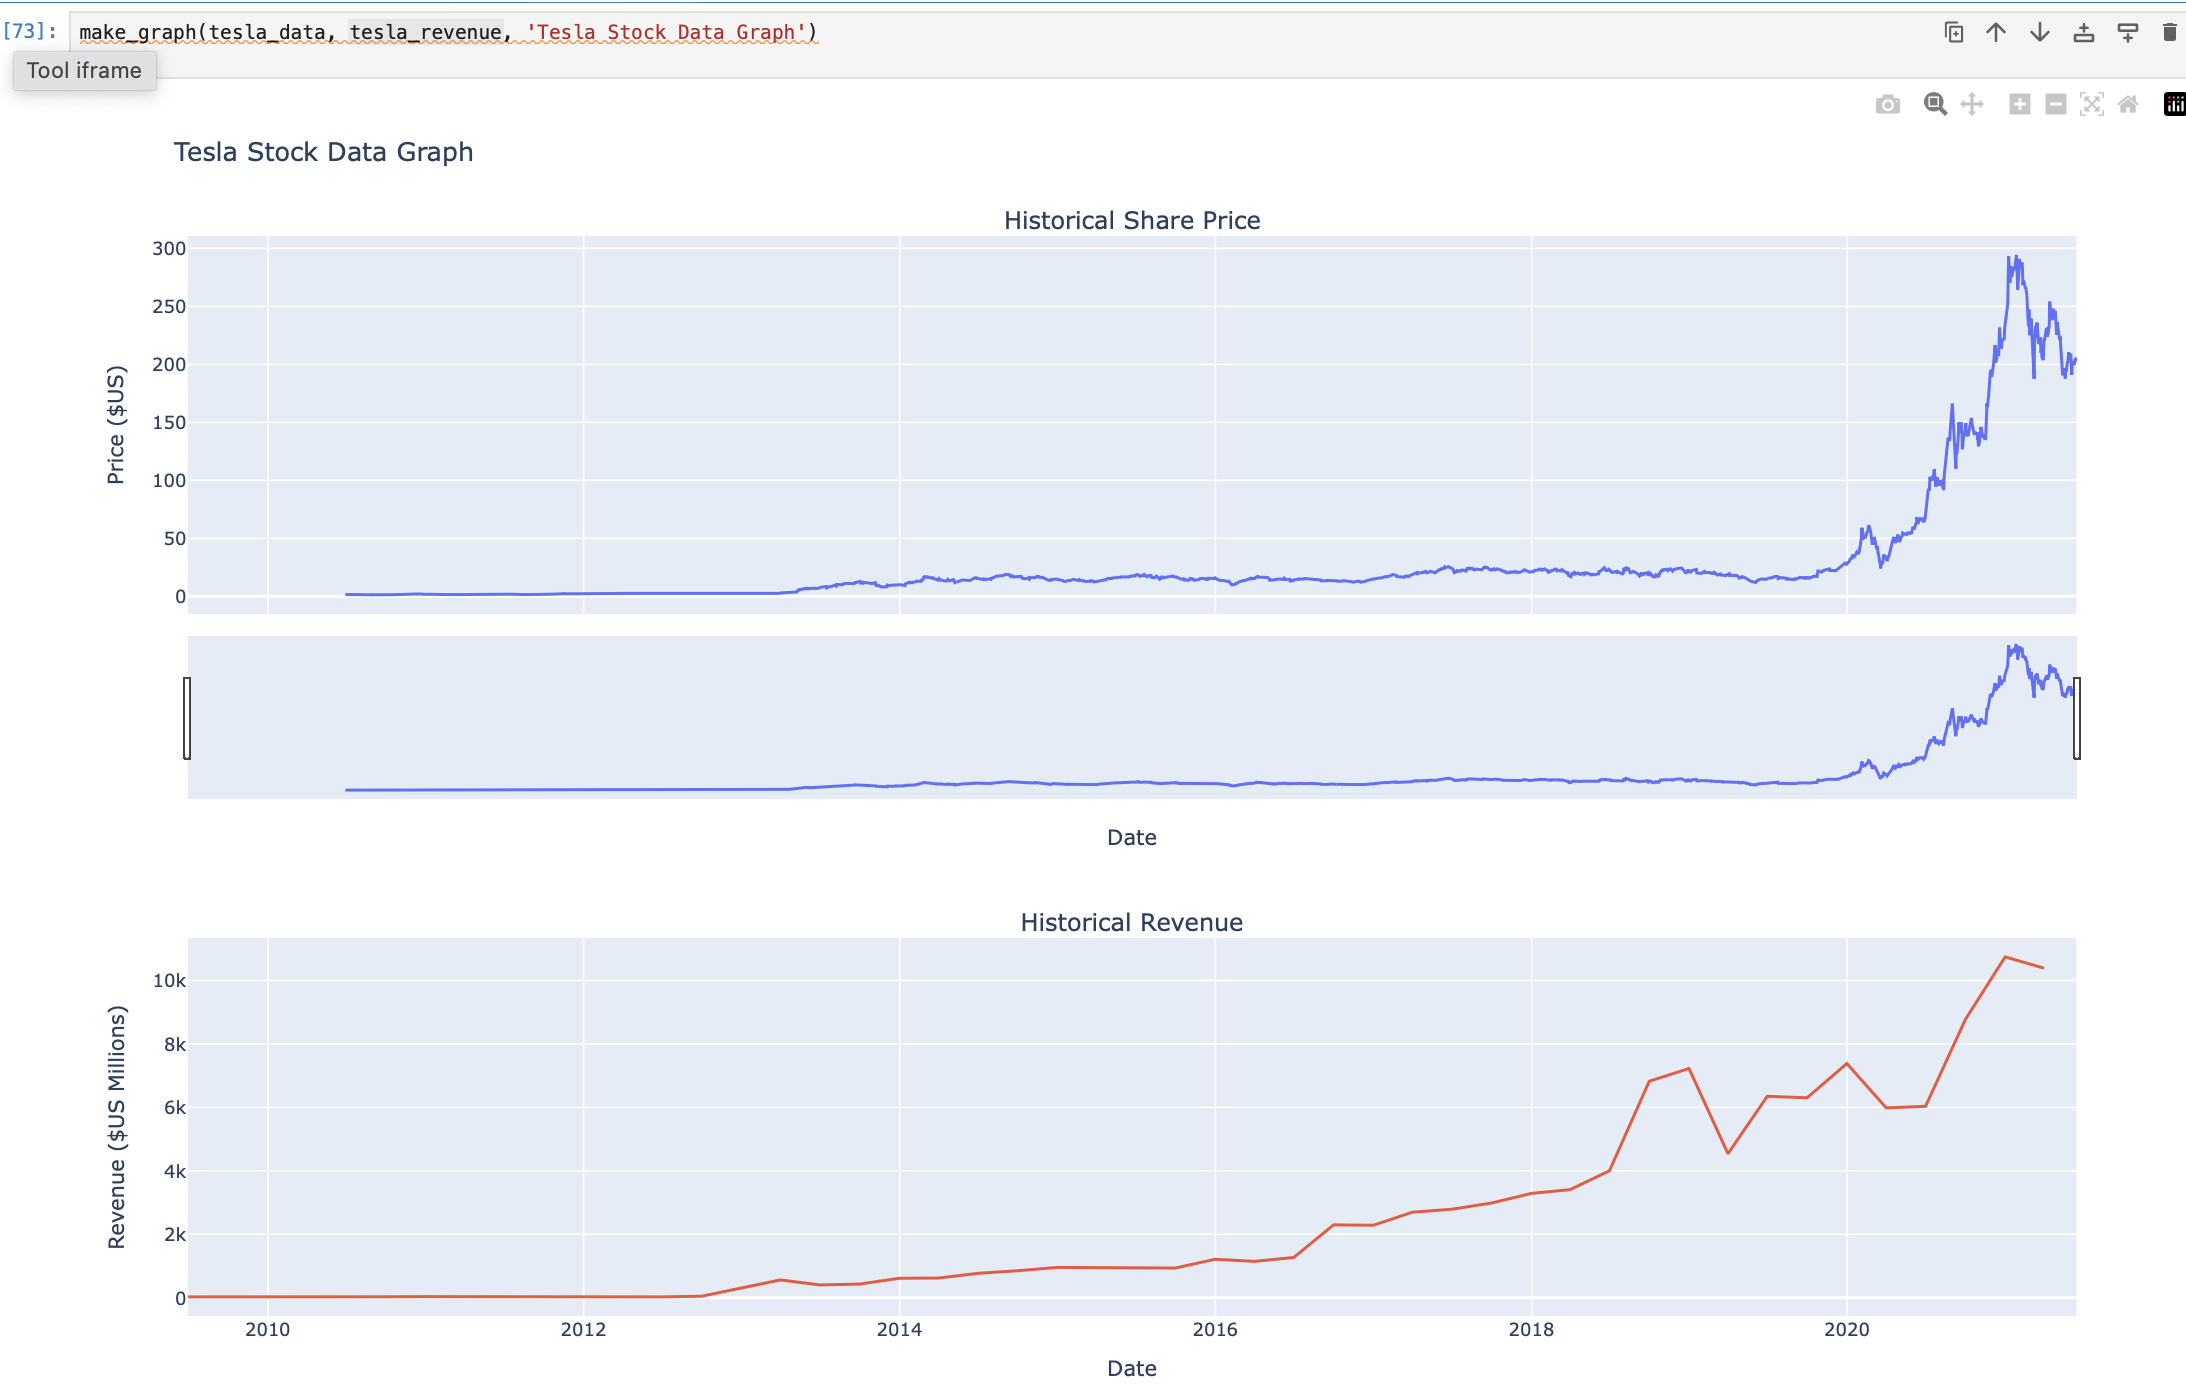 [73]: make_graph(tesla_data, tesla_revenue, 'Tesla Stock Data Graph')
Tool iframe
Tesla Stock Data Graph
Historical Share Price
300
250
200
150
100
50
0
Price ($US)
Date
Historical Revenue
10k
8k
6k
4k
2k
0
Revenue ($US Millions)
2010 2012 2014 2016 2018 2020
Date